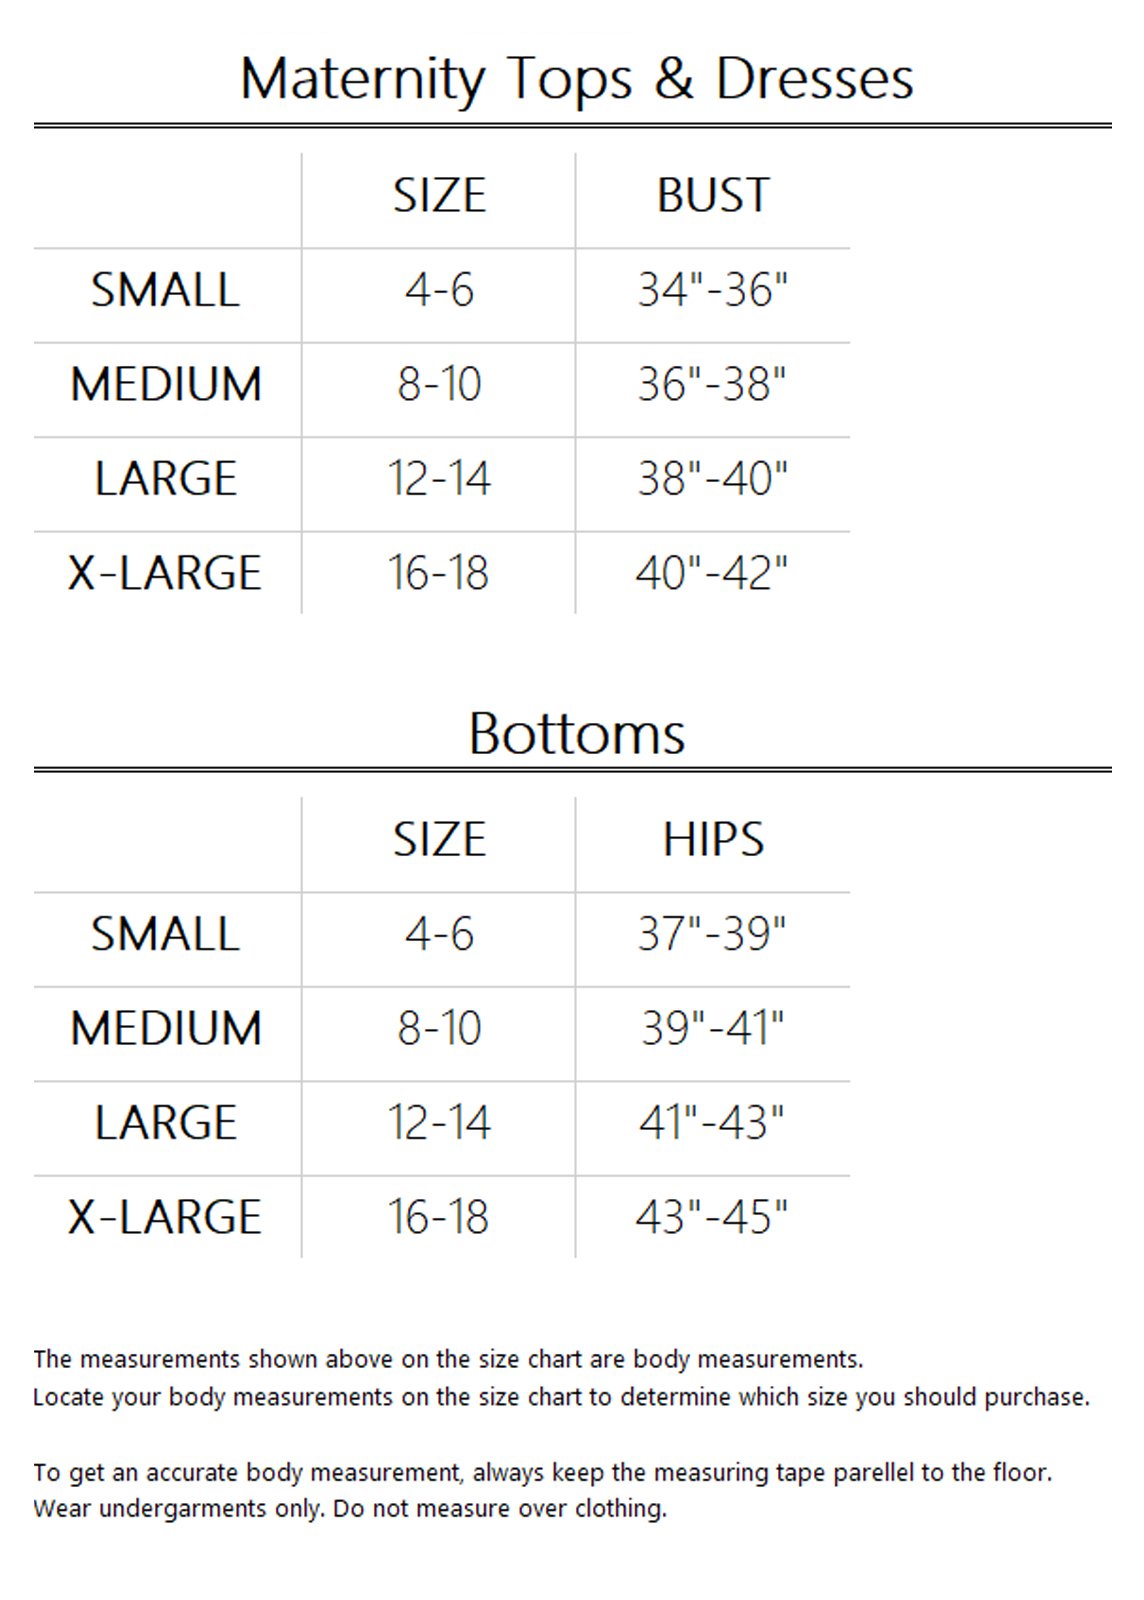 Maternity Tops & Dresses
SIZE BUST
SMALL 4-6 34"-36"
MEDIUM 8-10 36"-38"
LARGE 12-14 38"-40"
X-LARGE 16-18 40"-42"
Bottoms
SIZE HIPS
SMALL 4-6 37"-39"
MEDIUM 8-10 39"-41"
LARGE 12-14 41"-43"
X-LARGE 16-18 43"-45"
The measurements shown above on the size chart are body measurements.
Locate your body measurements on the size chart to determine which size you should purchase.
To get an accurate body measurement, always keep the measuring tape parellel to the floor.
Wear undergarments only. Do not measure over clothing.